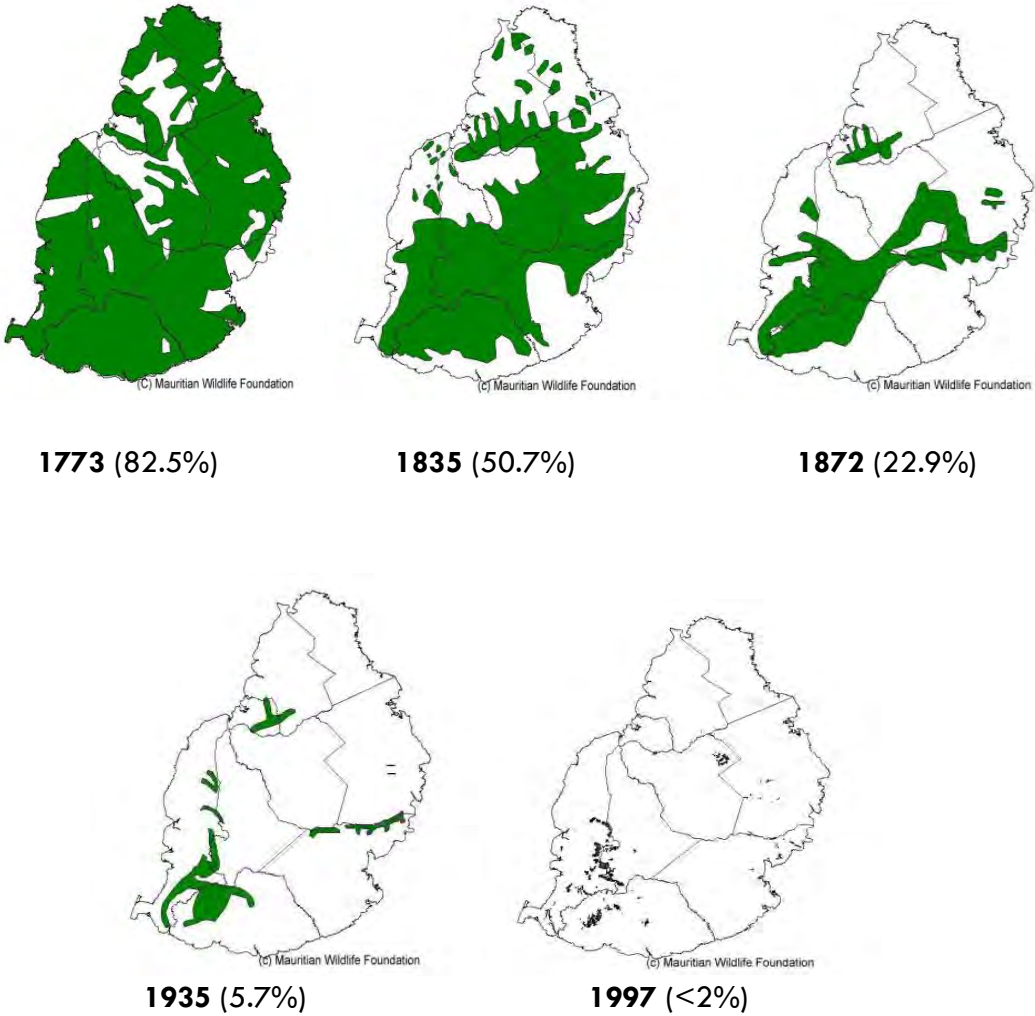 (C) Mauritian Wildlife Foundation
(c) Mauritian Wildlife Foundation
(c) Mauritian Wildlife Foundation
1773 (82.5%)
1835 (50.7%)
1872 (22.9%)
(c) Mauritian Wildlife Foundation
(c) Mauritian Wildlife Foundation
1935 (5.7%)
1997 (<2%)